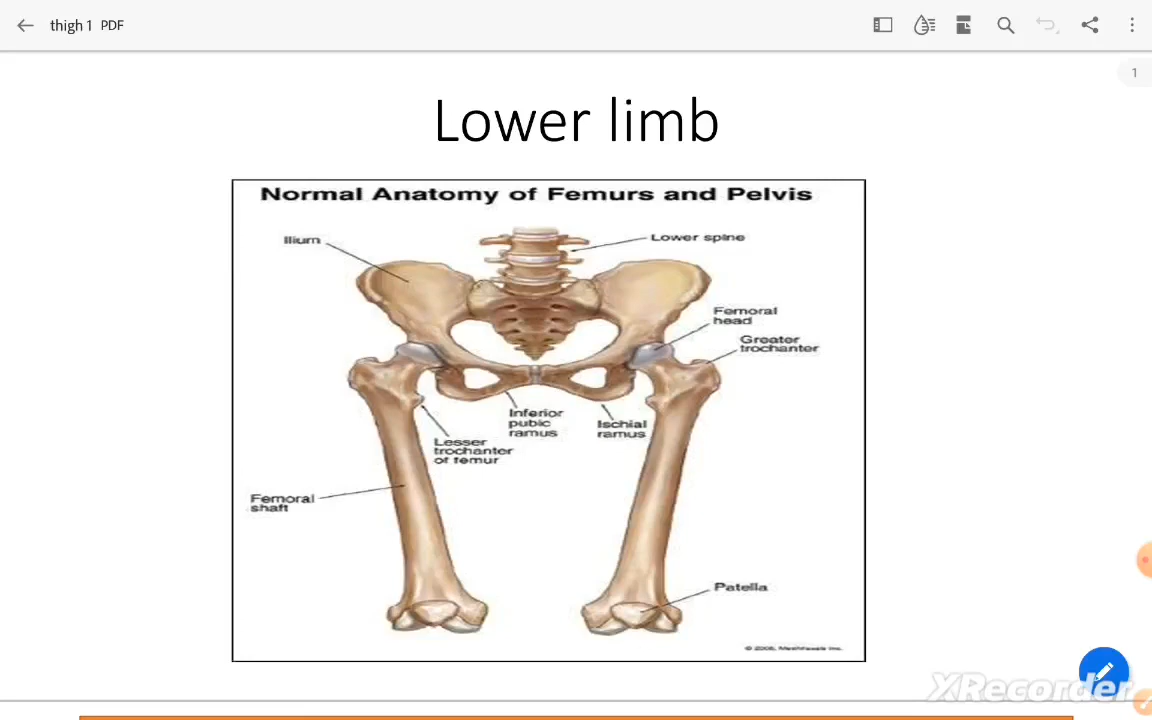 thigh 1 PDF
1
Lower limb
Normal Anatomy of Femurs and Pelvis
Ilium
Lower spine
Femoral
head
Greater
trochanter
Inferior
pubic
ramus
Ischial
ramus
Lesser
trochanter
of femur
Femoral
shaft
Patella
XRecorder